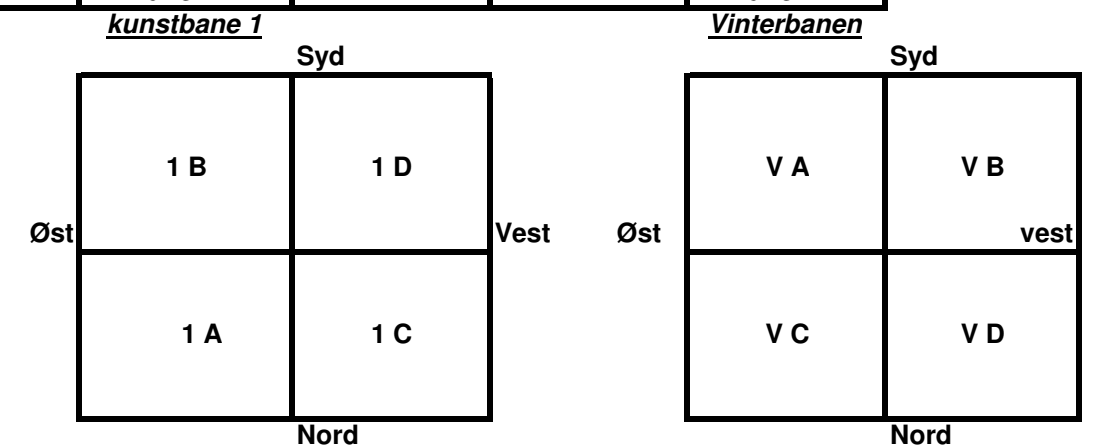 kunstbane 1 Vinterbanen
Syd Syd
1 B 1 D V A V B
Øst Vest Øst vest
1 A 1 C V C V D
Nord Nord